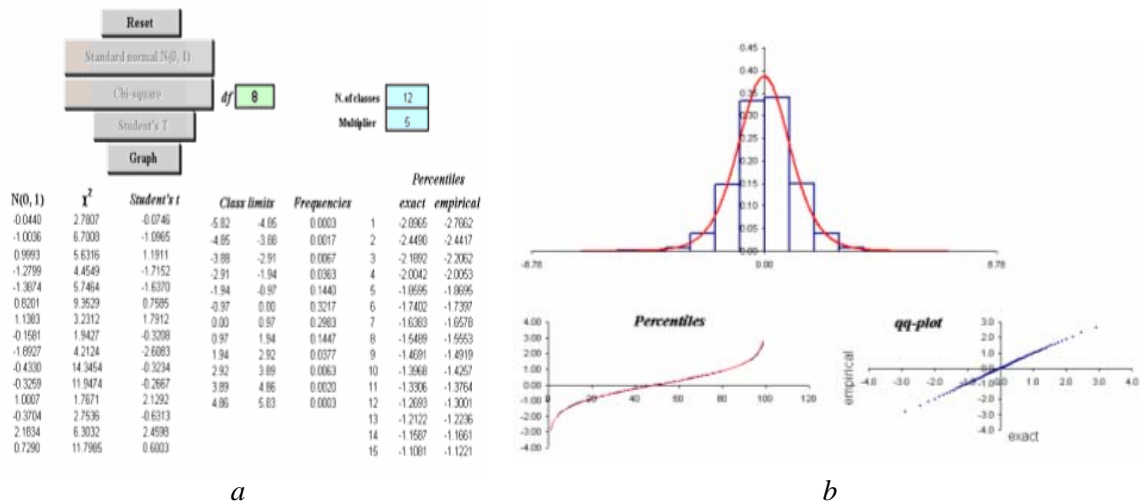 Reset
Standard normal N(0, 1)
Chi-square
df 8
Student's T
Graph
N. of classes 12
Multiplier 5
Percentiles
N(0, 1) χ² Student's t Class limits Frequencies exact empirical
-0.0440 2.7807 -0.0746 -5.82 -4.85 0.0003 1 -2.8965 -2.7662
-1.0036 6.7008 -1.0965 -4.85 -3.88 0.0017 2 -2.4490 -2.4417
0.9993 5.6316 1.1911 -3.88 -2.91 0.0067 3 -2.1892 -2.2062
-1.2799 4.4549 -1.7152 -2.91 -1.94 0.0363 4 -2.0042 -2.0053
-1.3874 5.7464 -1.6370 -1.94 -0.97 0.1440 5 -1.8595 -1.8695
0.8201 9.3529 0.7585 -0.97 0.00 0.3217 6 -1.7402 -1.7397
1.1383 3.2312 1.7912 0.00 0.97 0.2983 7 -1.6383 -1.6578
-0.1581 1.9427 -0.3208 0.97 1.94 0.1447 8 -1.5489 -1.5553
-1.8927 4.2124 -2.6083 1.94 2.92 0.0377 9 -1.4691 -1.4919
-0.4330 14.3454 -0.3234 2.92 3.89 0.0063 10 -1.3968 -1.4257
-0.3259 11.9474 -0.2667 3.89 4.86 0.0020 11 -1.3306 -1.3764
1.0007 1.7671 2.1292 4.86 5.83 0.0003 12 -1.2693 -1.3001
-0.3704 2.7536 -0.6313 13 -1.2122 -1.2236
2.1834 6.3032 2.4598 14 -1.1587 -1.1661
0.7290 11.7985 0.6003 15 -1.1081 -1.1221
a
0.45
0.40
0.35
0.30
0.25
0.20
0.15
0.10
0.05
0.00
-8.78 0.00 8.78
Percentiles
4.00
3.00
2.00
1.00
0.00
-1.00
-2.00
-3.00
-4.00
0 20 40 60 80 100 120
qq-plot
empirical
3.0
2.0
1.0
0.0
-1.0
-2.0
-3.0
-4.0
-4.0 -3.0 -2.0 -1.0 0.0 1.0 2.0 3.0 4.0
exact
b